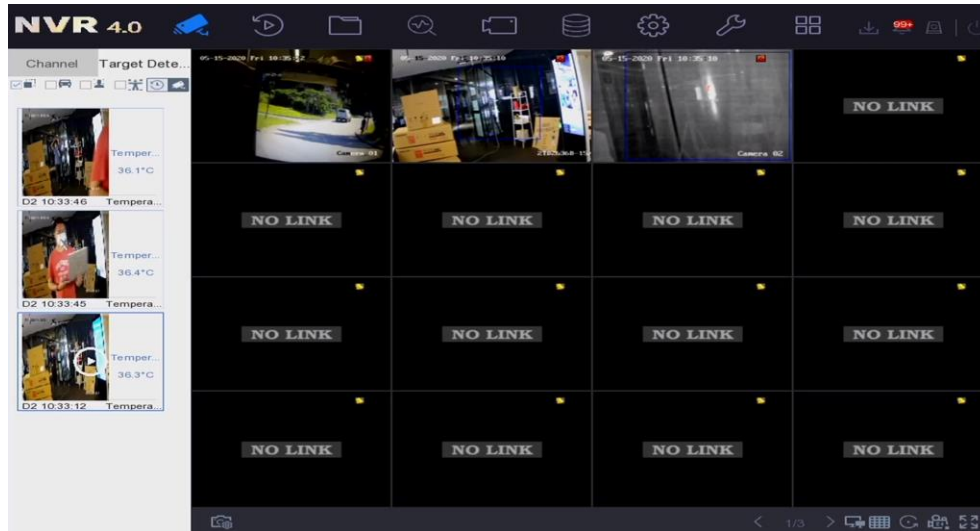 NVR 4.0
99+
Channel Target Dete...
Temper...
36.1°C
D2 10:33:46 Tempera...
Temper...
36.4°C
D2 10:33:45 Tempera...
Temper...
36.3°C
D2 10:33:12 Tempera...
Camera 01
05-15-2020 Fri 10:35:10
05-15-2020 Fri 10:35:10
Camera 02
NO LINK
NO LINK
NO LINK
NO LINK
NO LINK
NO LINK
NO LINK
NO LINK
NO LINK
NO LINK
NO LINK
NO LINK
NO LINK
1/3